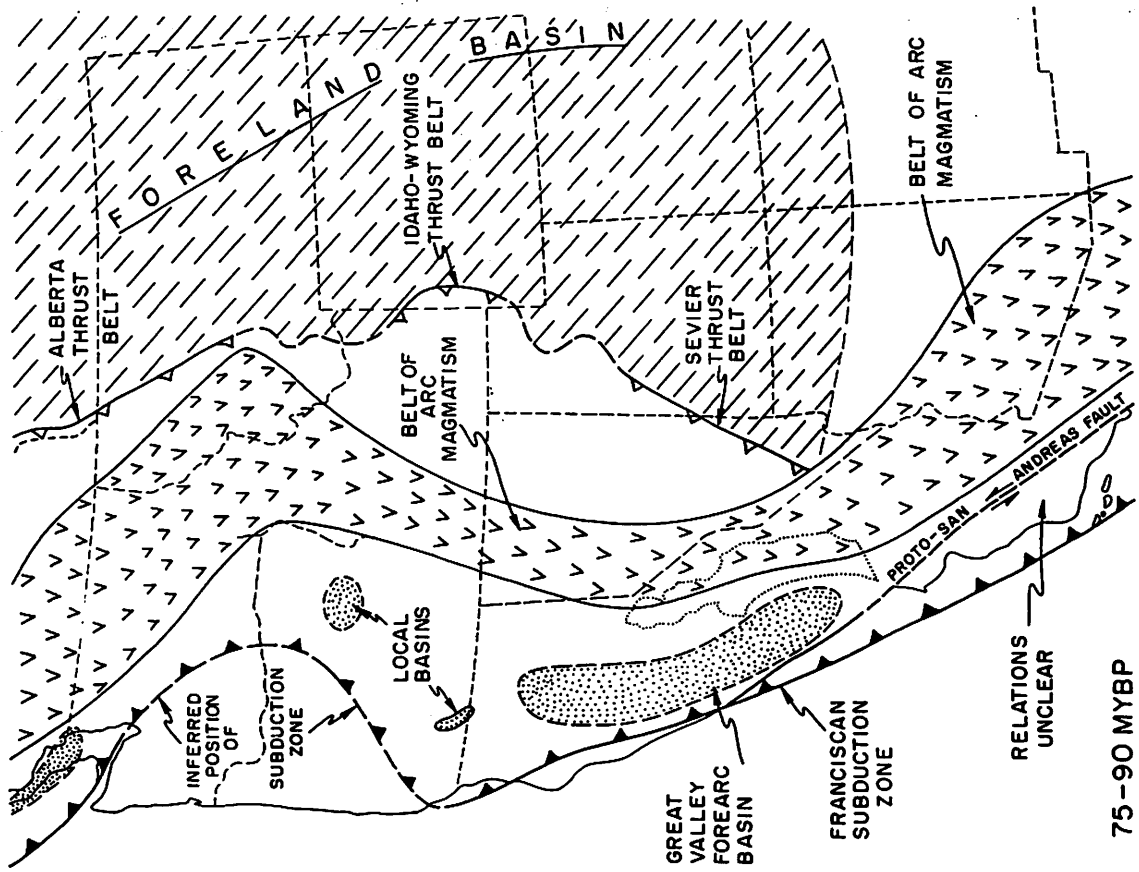 ALBERTA
THRUST
BELT
FORELAND
BASIN
IDAHO-WYOMING
THRUST BELT
BELT OF
ARC
MAGMATISM
SEVIER
THRUST
BELT
BELT OF ARC
MAGMATISM
INFERRED
POSITION
OF
SUBDUCTION
ZONE
LOCAL
BASINS
PROTO-SAN ANDREAS FAULT
GREAT
VALLEY
FOREARC
BASIN
FRANCISCAN
SUBDUCTION
ZONE
RELATIONS
UNCLEAR
75-90 MYBP